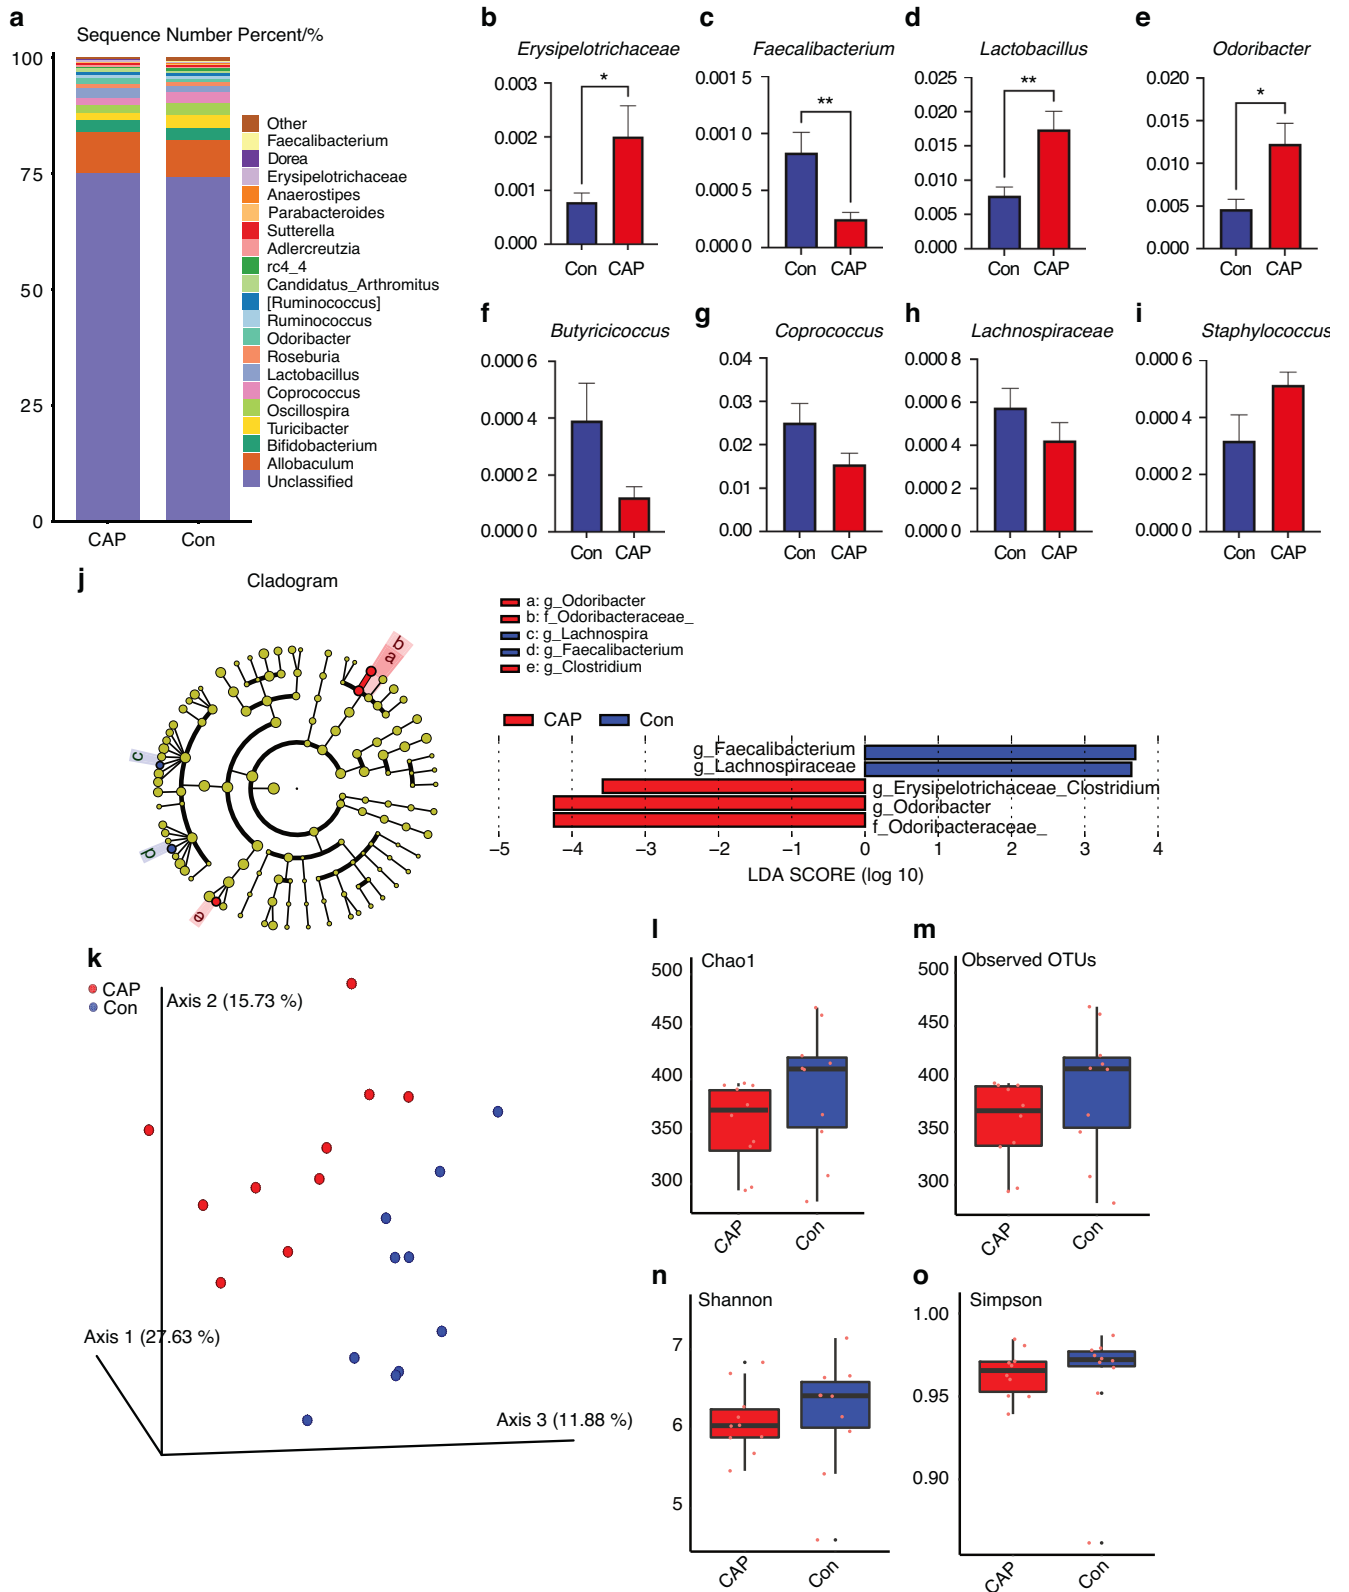 a
Sequence Number Percent/%
100
75
50
25
0
CAP
Con
Other
Faecalibacterium
Dorea
Erysipelotrichaceae
Anaerostipes
Parabacteroides
Sutterella
Adlercreutzia
rc4_4
Candidatus_Arthromitus
[Ruminococcus]
Ruminococcus
Odoribacter
Roseburia
Lactobacillus
Coprococcus
Oscillospira
Turicibacter
Bifidobacterium
Allobaculum
Unclassified
b
Erysipelotrichaceae
0.003
0.002
0.001
0.000
*
Con CAP
c
Faecalibacterium
0.001 5
0.001 0
0.000 5
0.000 0
**
Con CAP
d
Lactobacillus
0.025
0.020
0.015
0.010
0.005
0.000
**
Con CAP
e
Odoribacter
0.020
0.015
0.010
0.005
0.000
*
Con CAP
f
Butyricicoccus
0.000 6
0.000 4
0.000 2
0.000 0
Con CAP
g
Coprococcus
0.04
0.03
0.02
0.01
0.00
Con CAP
h
Lachnospiraceae
0.000 8
0.000 6
0.000 4
0.000 2
0.000 0
Con CAP
i
Staphylococcus
0.000 6
0.000 4
0.000 2
0.000 0
Con CAP
j
Cladogram
b
a
c
d
e
a: g_Odoribacter
b: f_Odoribacteraceae_
c: g_Lachnospira
d: g_Faecalibacterium
e: g_Clostridium
CAP Con
g_Faecalibacterium
g_Lachnospiraceae
g_Erysipelotrichaceae_Clostridium
g_Odoribacter
f_Odoribacteraceae_
−5 −4 −3 −2 −1 0 1 2 3 4
LDA SCORE (log 10)
k
CAP
Con
Axis 2 (15.73 %)
Axis 1 (27.63 %)
Axis 3 (11.88 %)
l
Chao1
500
450
400
350
300
CAP
Con
m
Observed OTUs
500
450
400
350
300
CAP
Con
n
Shannon
7
6
5
CAP
Con
o
Simpson
1.00
0.95
0.90
CAP
Con